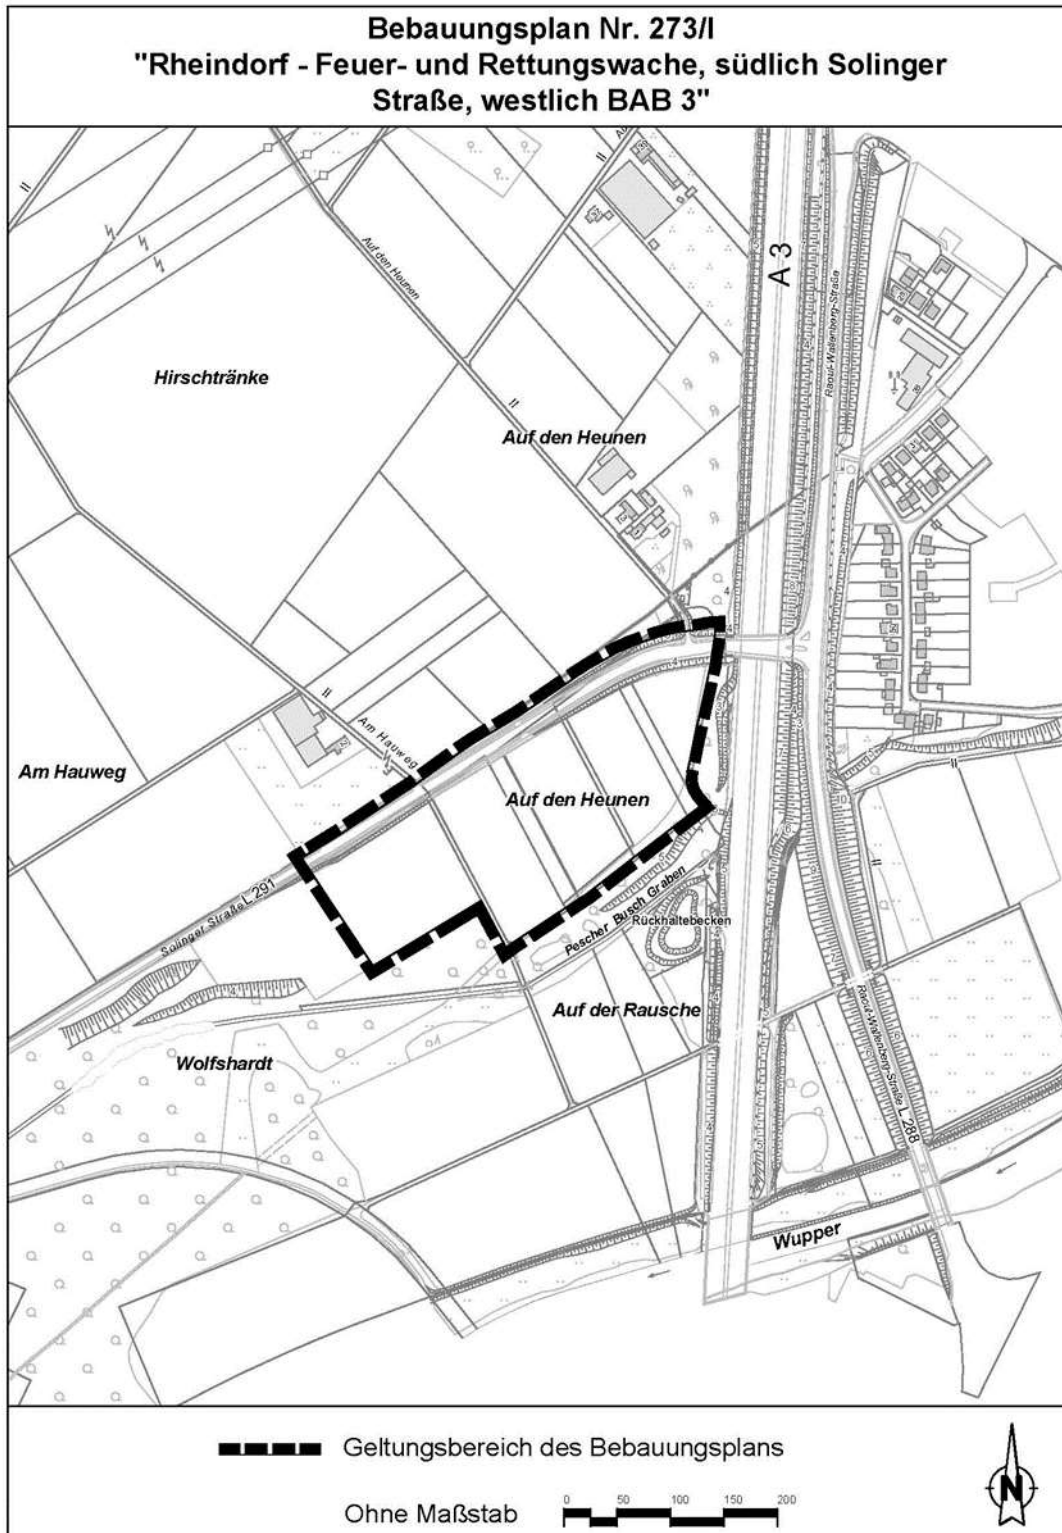 Bebauungsplan Nr. 273/I
"Rheindorf - Feuer- und Rettungswache, südlich Solinger
Straße, westlich BAB 3"
A 3
Auf den Heunen
Raoul-Wallenberg-Straße
Hirschtränke
Auf den Heunen
Am Hauweg
Am Hauweg
Auf den Heunen
Solinger Straße L 291
Pescher Busch Graben
Rückhaltebecken
Auf der Rausche
Wolfshardt
Raoul-Wallenberg-Straße L 288
Wupper
Geltungsbereich des Bebauungsplans
Ohne Maßstab
0 50 100 150 200
N